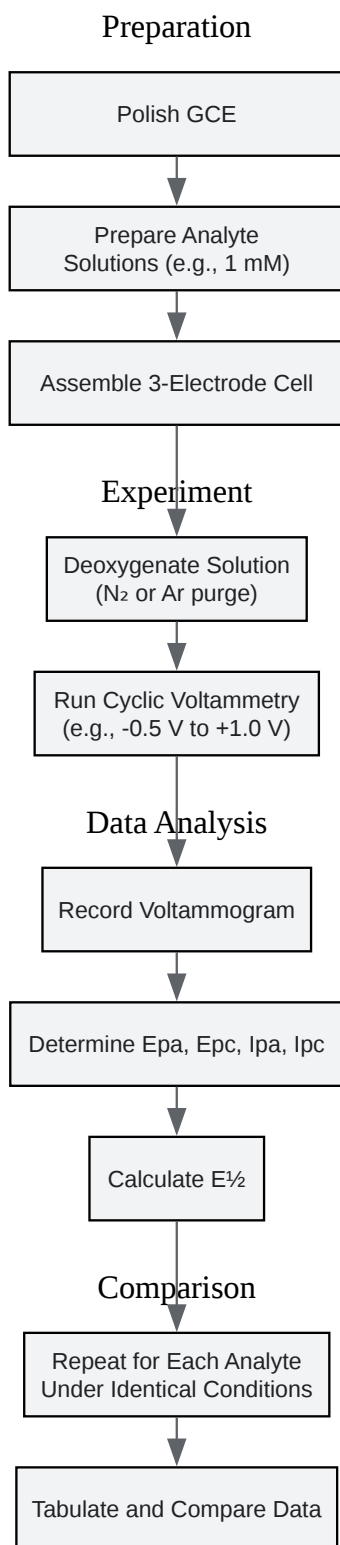 Preparation
Polish GCE
Prepare Analyte
Solutions (e.g., 1 mM)
Assemble 3-Electrode Cell
Experiment
Deoxygenate Solution
(N₂ or Ar purge)
Run Cyclic Voltammetry
(e.g., -0.5 V to +1.0 V)
Data Analysis
Record Voltammogram
Determine Epa, Epc, Ipa, Ipc
Calculate E½
Comparison
Repeat for Each Analyte
Under Identical Conditions
Tabulate and Compare Data